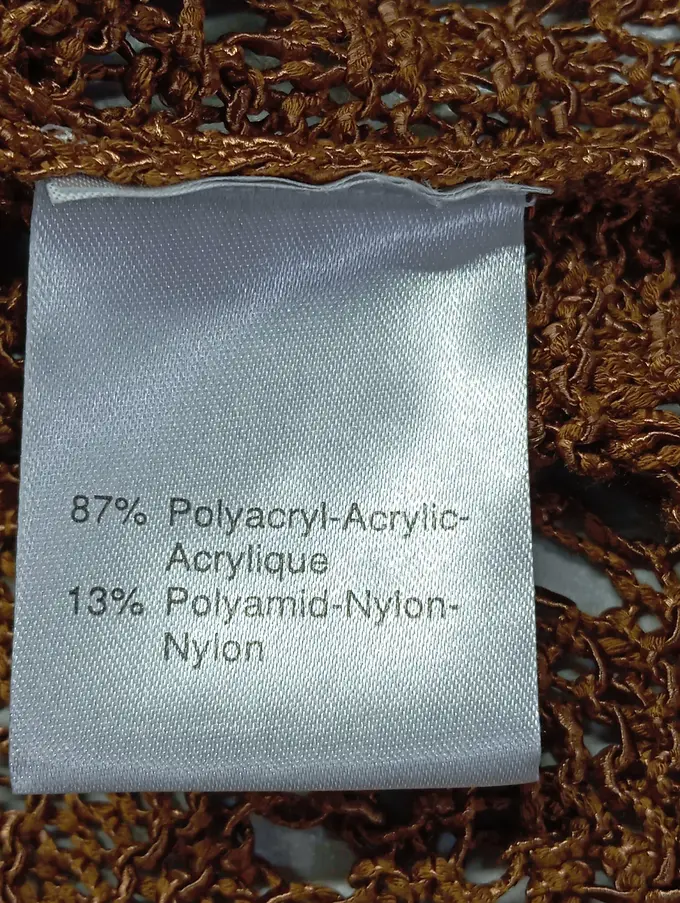 87% Polyacryl-Acrylic-
Acrylique
13% Polyamid-Nylon-
Nylon